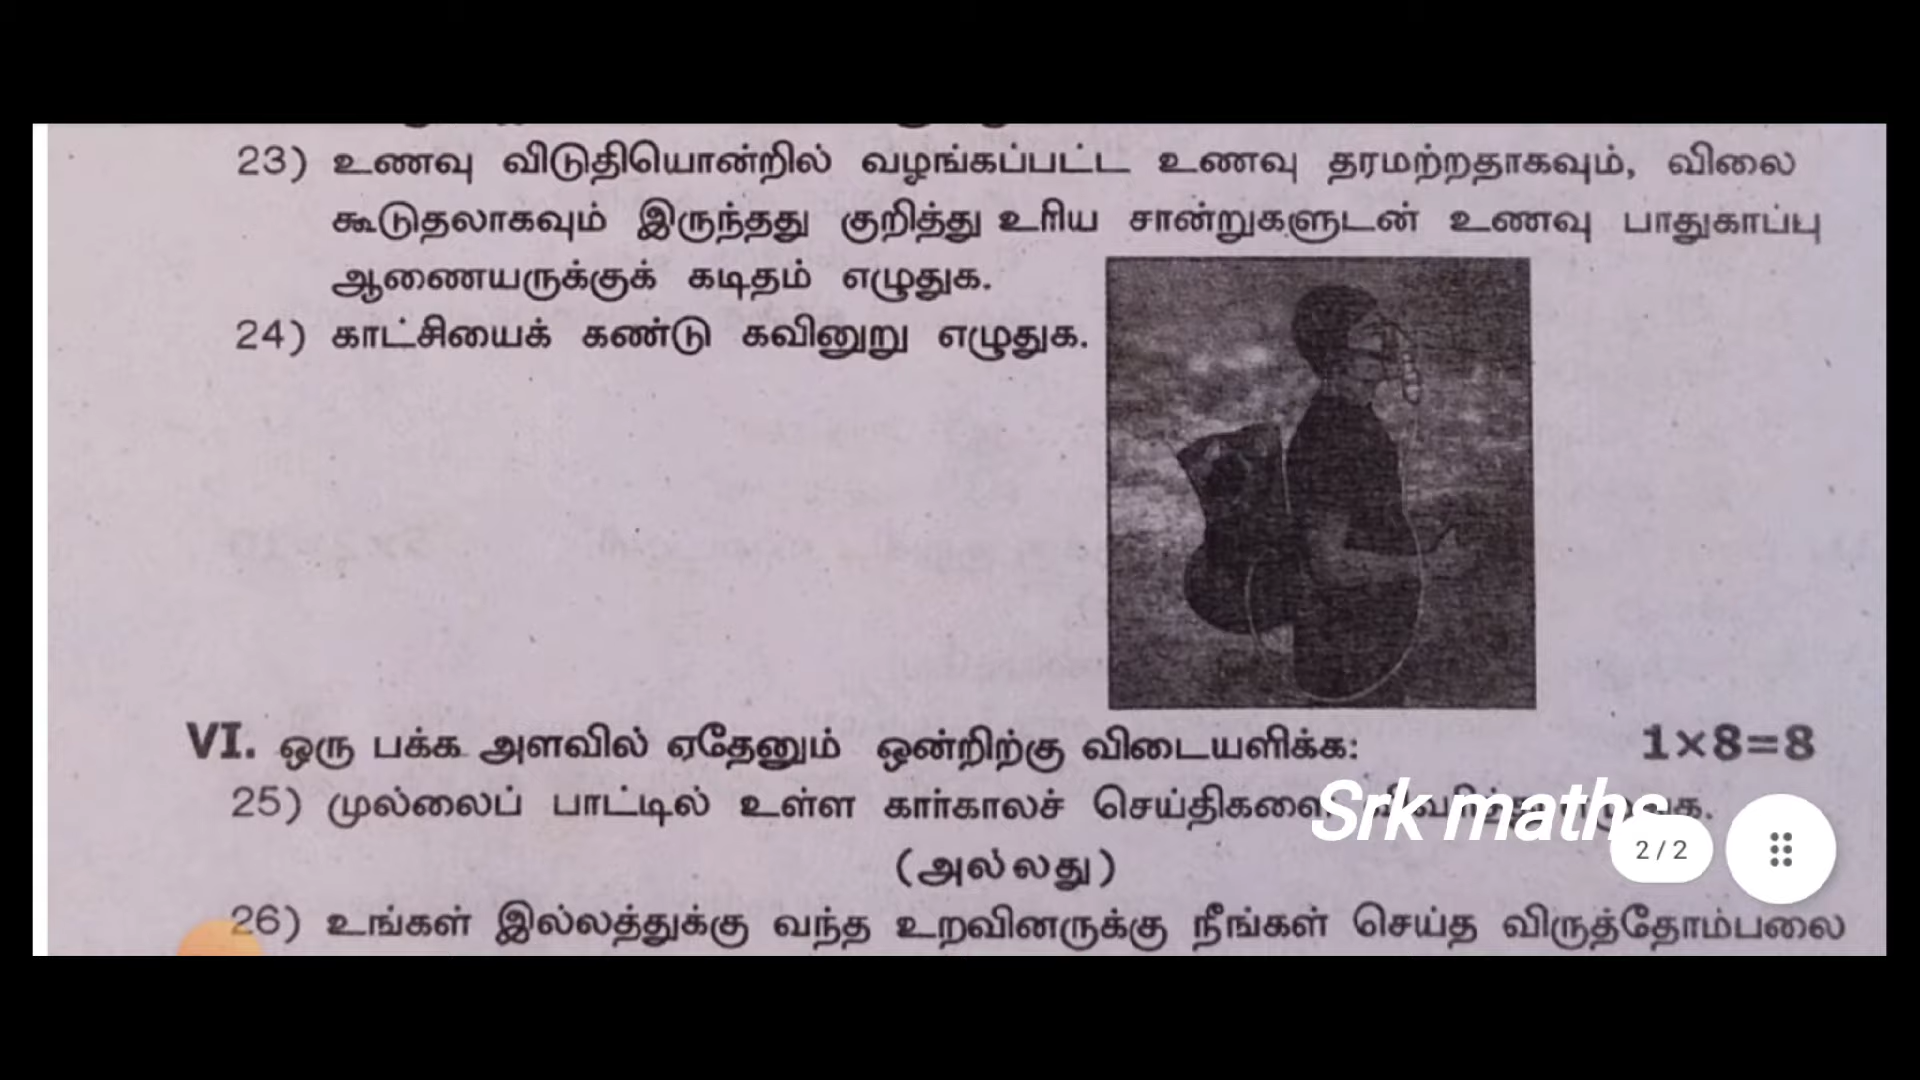 23) உணவு விடுதியொன்றில் வழங்கப்பட்ட உணவு தரமற்றதாகவும், விலை
கூடுதலாகவும் இருந்தது குறித்து உரிய சான்றுகளுடன் உணவு பாதுகாப்பு
ஆணையருக்குக் கடிதம் எழுதுக.
24) காட்சியைக் கண்டு கவினுறு எழுதுக.
VI. ஒரு பக்க அளவில் ஏதேனும் ஒன்றிற்கு விடையளிக்க: 1×8=8
25) முல்லைப் பாட்டில் உள்ள கார்காலச் செய்திகளை
Srk maths
2 / 2
(அல்லது)
26) உங்கள் இல்லத்துக்கு வந்த உறவினருக்கு நீங்கள் செய்த விருத்தோம்பலை